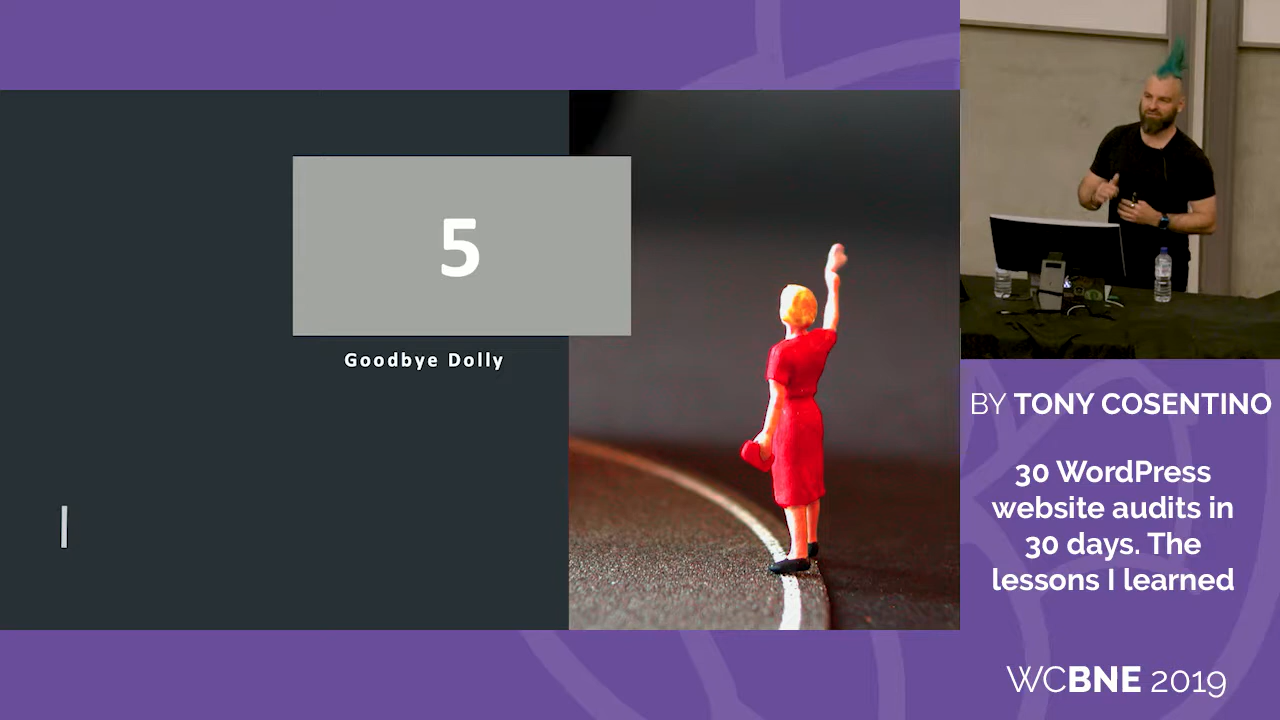 5
Goodbye Dolly
BY TONY COSENTINO
30 WordPress
website audits in
30 days. The
lessons I learned
WCBNE 2019